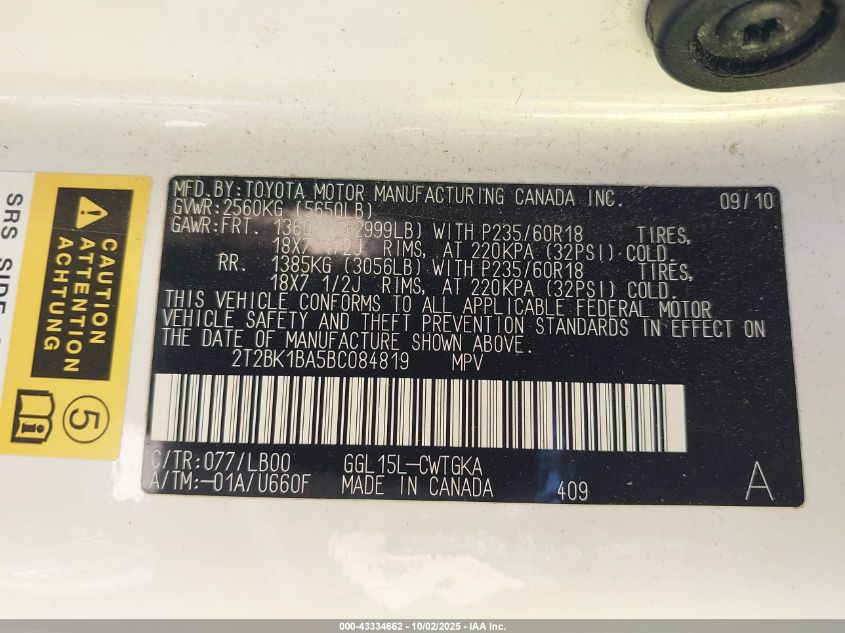 MFD. BY: TOYOTA MOTOR MANUFACTURING CANADA INC. 09/10
GVWR: 2560KG (5650LB)
GAWR: FRT. 2999LB) WITH P235/60R18 TIRES,
18X7 1/2J RIMS, AT 220KPA (32PSI) COLD.
RR. 1385KG (3056LB) WITH P235/60R18 TIRES,
18X7 1/2J RIMS, AT 220KPA (32PSI) COLD.
THIS VEHICLE CONFORMS TO ALL APPLICABLE FEDERAL MOTOR
VEHICLE SAFETY AND THEFT PREVENTION STANDARDS IN EFFECT ON
THE DATE OF MANUFACTURE SHOWN ABOVE.
2T2BK1BA5BC084819 MPV
C/TR: 077/LB00 GGL15L-CWTGKA
A/TM:-01A/U660F MADE IN CANADA 409 A
CAUTION
ATTENTION
ACHTUNG
5
SRS SIDE
000-43334662 - 10/02/2025 - IAA Inc.